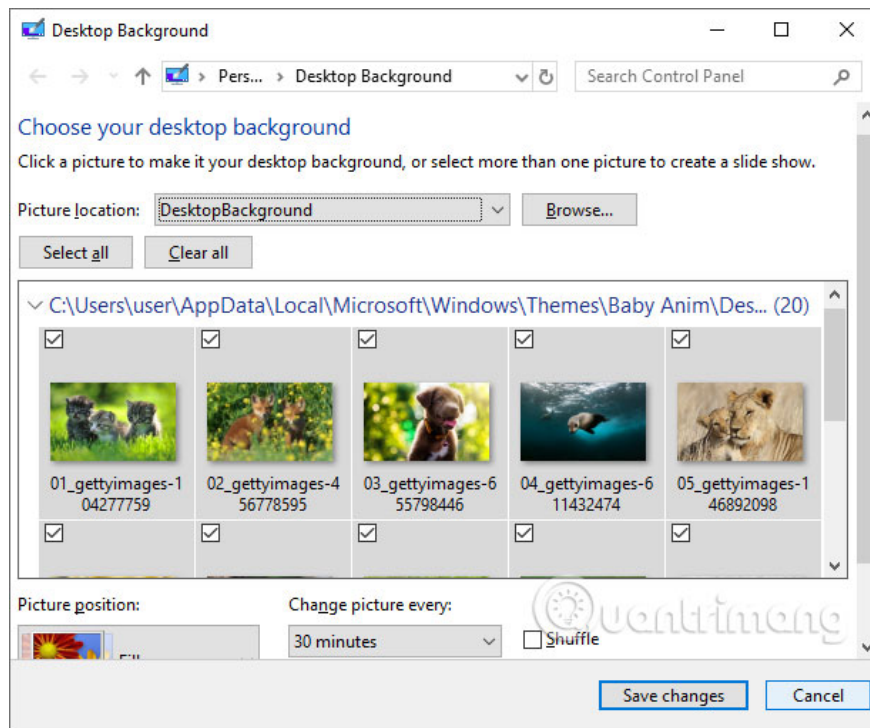 Desktop Background
Pers... Desktop Background
Search Control Panel
Choose your desktop background
Click a picture to make it your desktop background, or select more than one picture to create a slide show.
Picture location: DesktopBackground Browse...
Select all Clear all
C:\Users\user\AppData\Local\Microsoft\Windows\Themes\Baby Anim\Des... (20)
01_gettyimages-1 02_gettyimages-4 03_gettyimages-6 04_gettyimages-6 05_gettyimages-1
04277759 56778595 55798446 11432474 46892098
Picture position: Change picture every:
Quantrimang
Fill 30 minutes Shuffle
Save changes Cancel